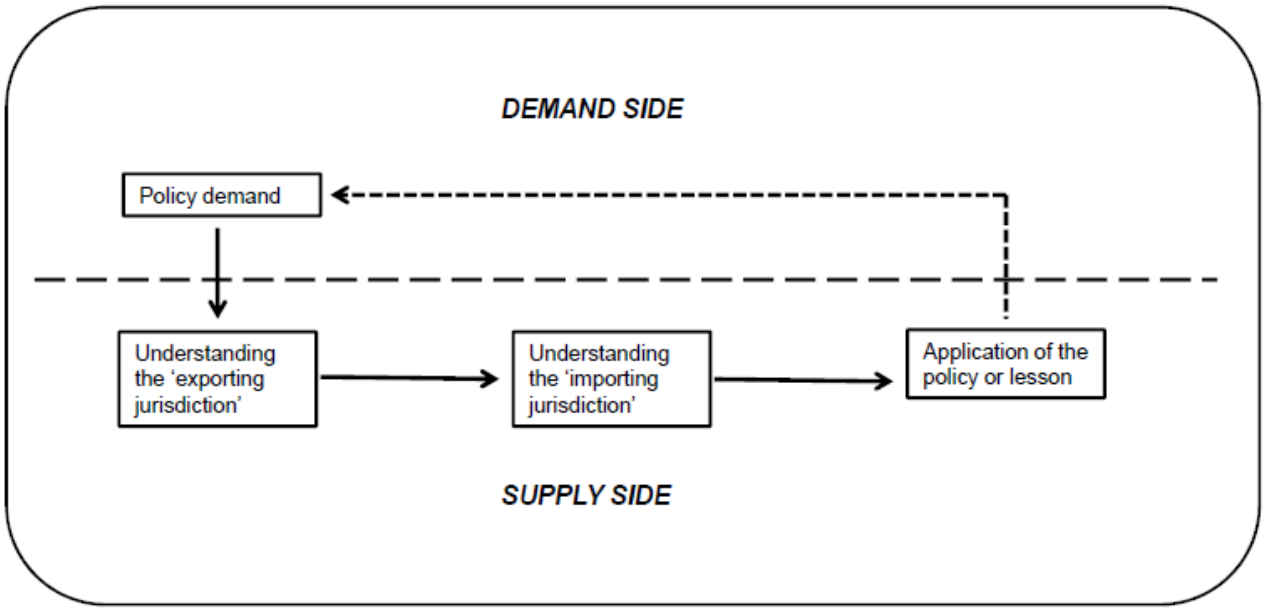 DEMAND SIDE
Policy demand
Understanding
the ‘exporting
jurisdiction’
Understanding
the ‘importing
jurisdiction’
Application of the
policy or lesson
SUPPLY SIDE